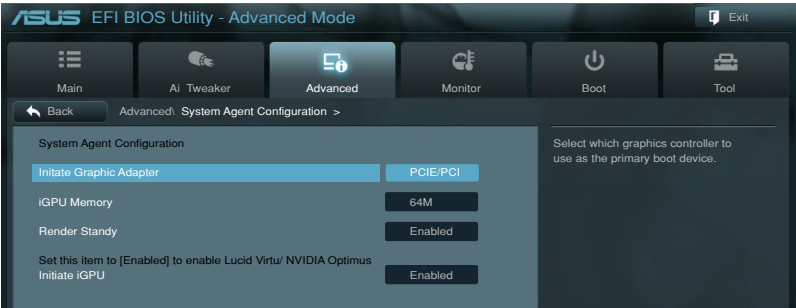 ASUS EFI BIOS Utility - Advanced Mode
Exit
Main
Ai Tweaker
Advanced
Monitor
Boot
Tool
Back
Advanced\ System Agent Configuration >
System Agent Configuration
Select which graphics controller to
use as the primary boot device.
Initate Graphic Adapter PCIE/PCI
iGPU Memory 64M
Render Standy Enabled
Set this item to [Enabled] to enable Lucid Virtu/ NVIDIA Optimus
Initiate iGPU Enabled